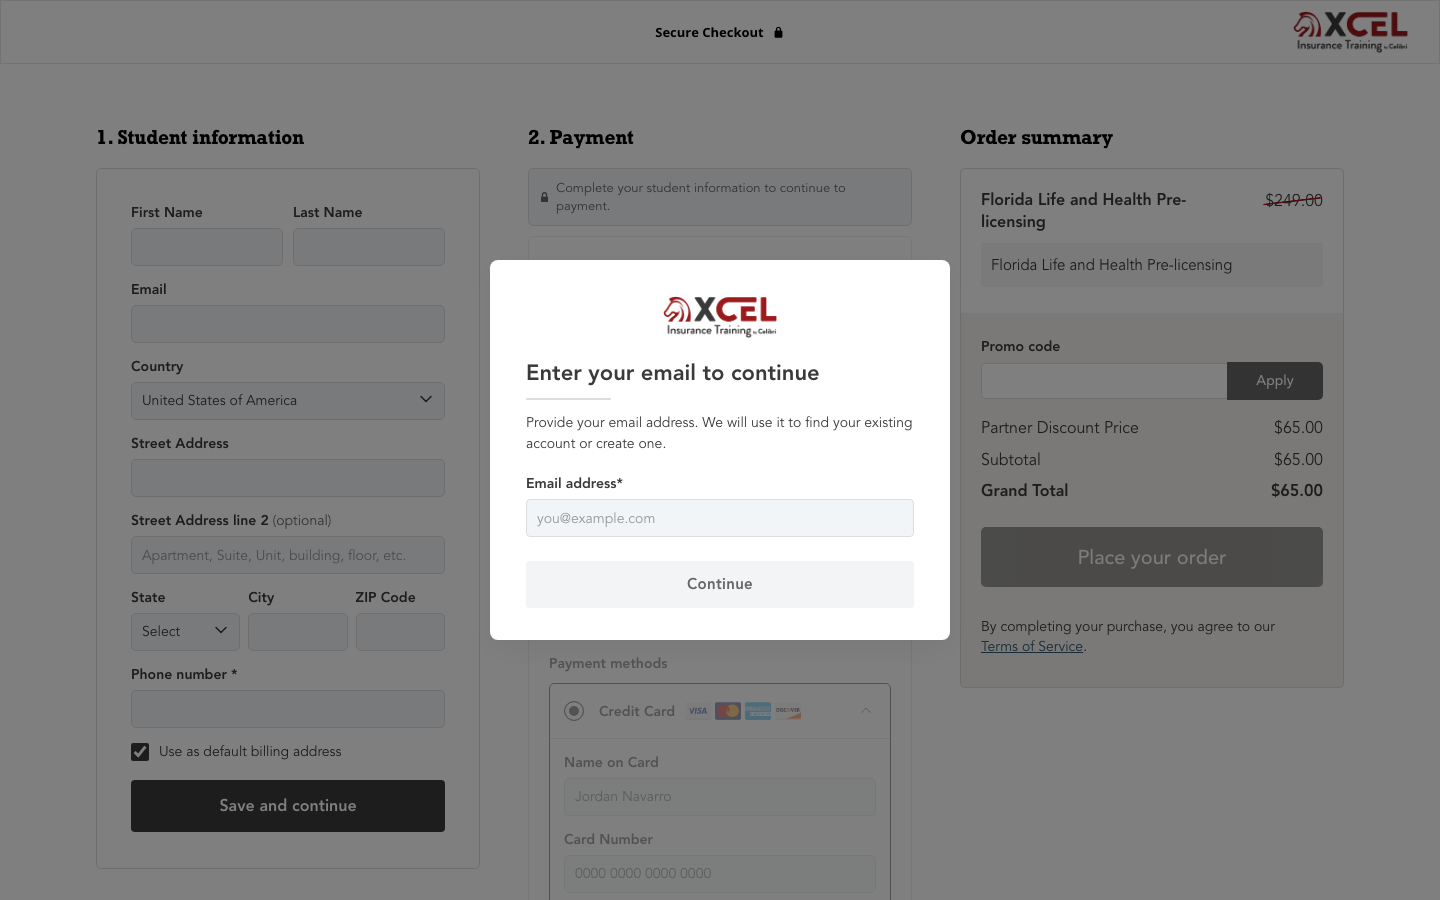 Secure Checkout
XCEL
Insurance Training by Calibri
1. Student information
First Name
Last Name
Email
Country
United States of America
Street Address
Street Address line 2 (optional)
Apartment, Suite, Unit, building, floor, etc.
State
City
ZIP Code
Select
Phone number *
Use as default billing address
Save and continue
2. Payment
Complete your student information to continue to
payment.
XCEL
Insurance Training by Calibri
Enter your email to continue
Provide your email address. We will use it to find your existing
account or create one.
Email address*
you@example.com
Continue
Payment methods
Credit Card
VISA
DISCOVER
Name on Card
Jordan Navarro
Card Number
0000 0000 0000 0000
Order summary
Florida Life and Health Pre-
licensing
$249.00
Florida Life and Health Pre-licensing
Promo code
Apply
Partner Discount Price $65.00
Subtotal $65.00
Grand Total $65.00
Place your order
By completing your purchase, you agree to our
Terms of Service.